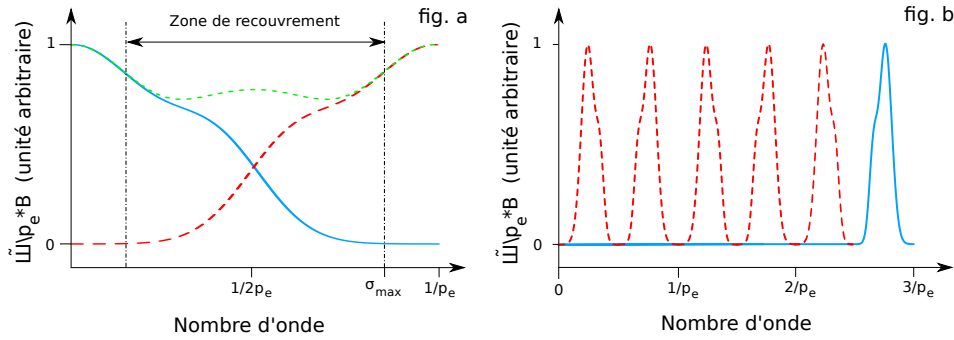 fig. a
Zone de recouvrement
Ш̃\p_e*B (unité arbitraire)
1
0
1/2p_e
σ_max
1/p_e
Nombre d'onde
fig. b
Ш̃\p_e*B (unité arbitraire)
1
0
0
1/p_e
2/p_e
3/p_e
Nombre d'onde